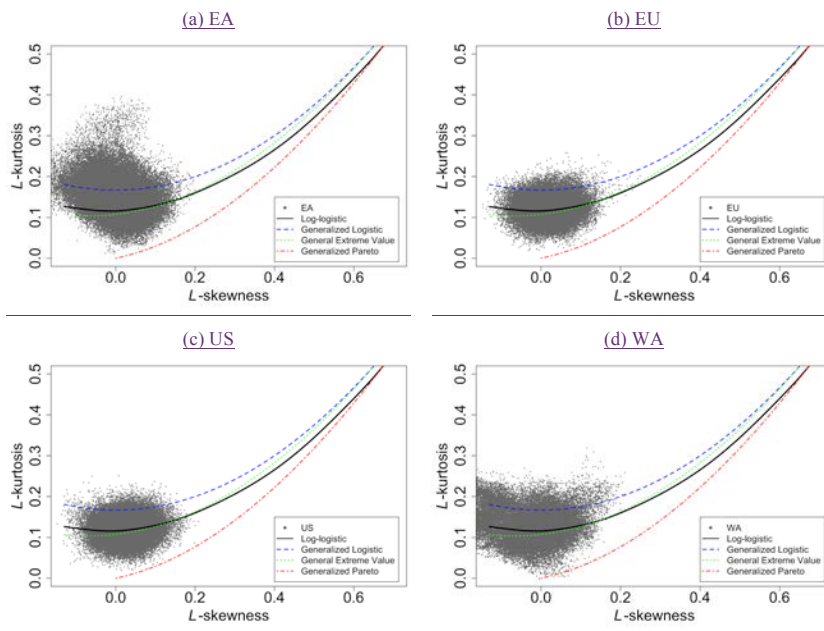 (a) EA
(b) EU
L-kurtosis
0.0 0.1 0.2 0.3 0.4 0.5
EA
Log-logistic
Generalized Logistic
General Extreme Value
Generalized Pareto
0.0 0.2 0.4 0.6
L-skewness
L-kurtosis
0.0 0.1 0.2 0.3 0.4 0.5
EU
Log-logistic
Generalized Logistic
General Extreme Value
Generalized Pareto
0.0 0.2 0.4 0.6
L-skewness
(c) US
(d) WA
L-kurtosis
0.0 0.1 0.2 0.3 0.4 0.5
US
Log-logistic
Generalized Logistic
General Extreme Value
Generalized Pareto
0.0 0.2 0.4 0.6
L-skewness
L-kurtosis
0.0 0.1 0.2 0.3 0.4 0.5
WA
Log-logistic
Generalized Logistic
General Extreme Value
Generalized Pareto
0.0 0.2 0.4 0.6
L-skewness